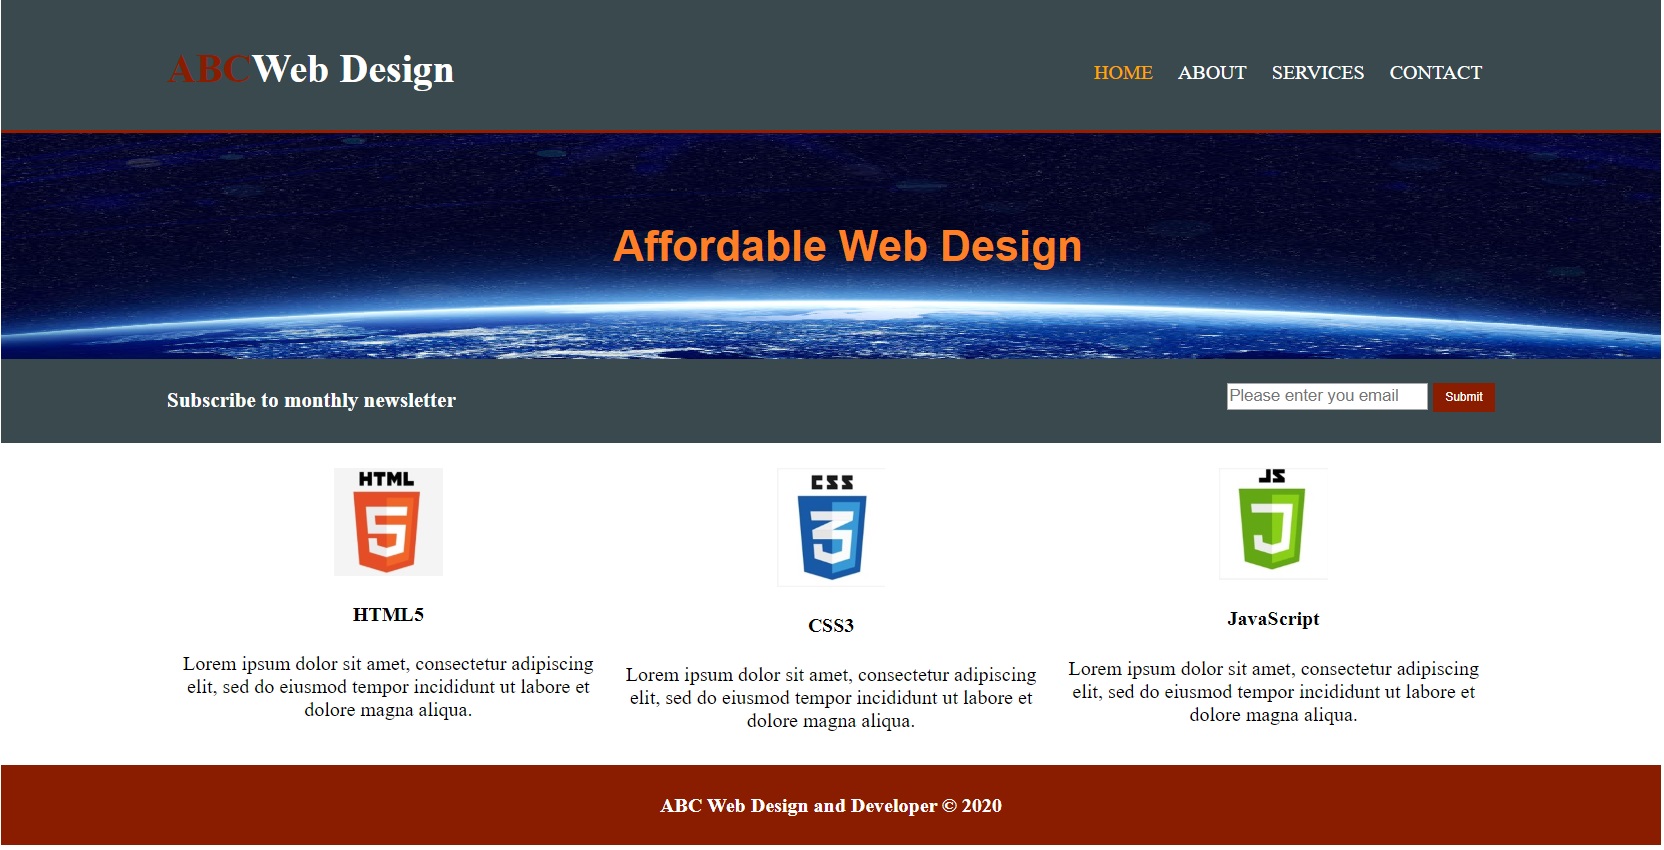 ABCWeb Design
HOME ABOUT SERVICES CONTACT
Affordable Web Design
Subscribe to monthly newsletter
Please enter you email Submit
HTML
5
HTML5
Lorem ipsum dolor sit amet, consectetur adipiscing
elit, sed do eiusmod tempor incididunt ut labore et
dolore magna aliqua.
CSS
3
CSS3
Lorem ipsum dolor sit amet, consectetur adipiscing
elit, sed do eiusmod tempor incididunt ut labore et
dolore magna aliqua.
JS
J
JavaScript
Lorem ipsum dolor sit amet, consectetur adipiscing
elit, sed do eiusmod tempor incididunt ut labore et
dolore magna aliqua.
ABC Web Design and Developer © 2020